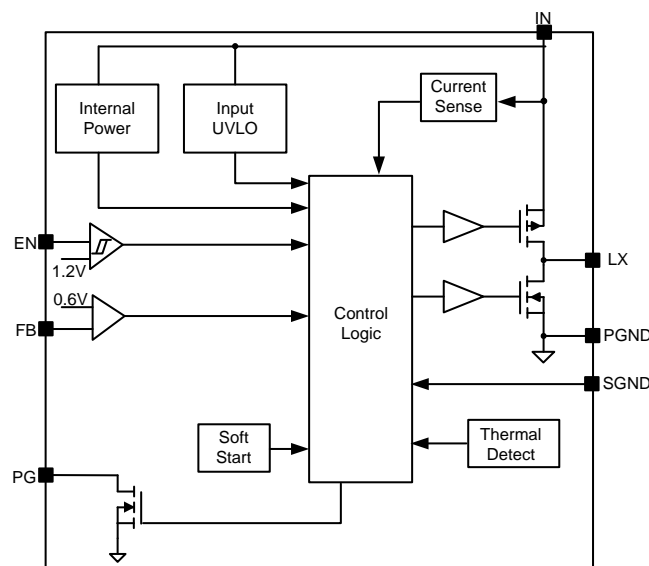 IN
Internal
Power
Input
UVLO
Current
Sense
EN
1.2V
0.6V
FB
Control
Logic
LX
PGND
SGND
Soft
Start
Thermal
Detect
PG